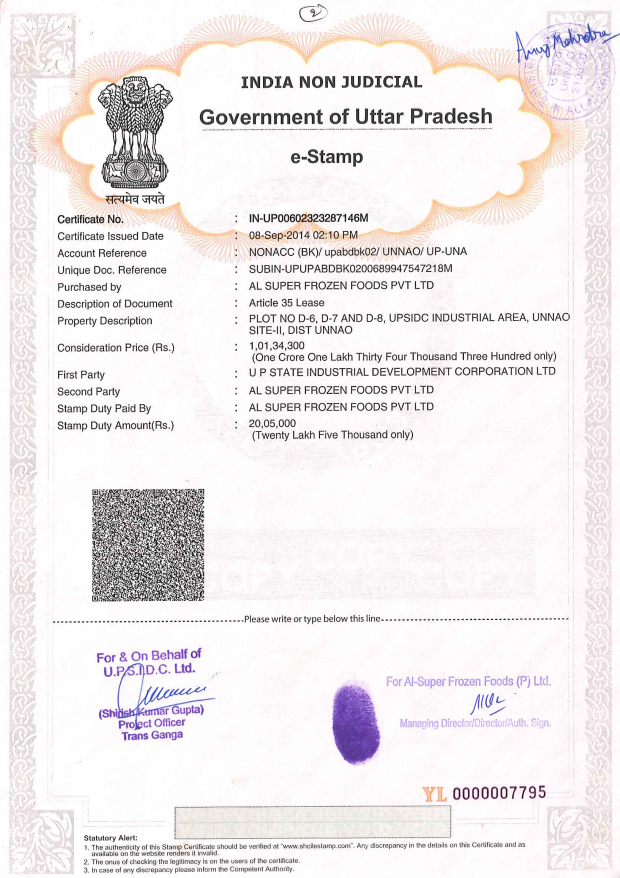 2
Anuj Mehrotra
INDIA NON JUDICIAL
Government of Uttar Pradesh
e-Stamp
सत्यमेव जयते
Certificate No. : IN-UP00602323287146M
Certificate Issued Date : 08-Sep-2014 02:10 PM
Account Reference : NONACC (BK)/ upabdbk02/ UNNAO/ UP-UNA
Unique Doc. Reference : SUBIN-UPUPABDBK0200689947547218M
Purchased by : AL SUPER FROZEN FOODS PVT LTD
Description of Document : Article 35 Lease
Property Description : PLOT NO D-6, D-7 AND D-8, UPSIDC INDUSTRIAL AREA, UNNAO
SITE-II, DIST UNNAO
Consideration Price (Rs.) : 1,01,34,300
(One Crore One Lakh Thirty Four Thousand Three Hundred only)
First Party : U P STATE INDUSTRIAL DEVELOPMENT CORPORATION LTD
Second Party : AL SUPER FROZEN FOODS PVT LTD
Stamp Duty Paid By : AL SUPER FROZEN FOODS PVT LTD
Stamp Duty Amount(Rs.) : 20,05,000
(Twenty Lakh Five Thousand only)
Please write or type below this line
For & On Behalf of
U.P.S.I.D.C. Ltd.
(Shirish Kumar Gupta)
Project Officer
Trans Ganga
For Al-Super Frozen Foods (P) Ltd.
Managing Director/Director/Auth. Sign.
YL 0000007795
Statutory Alert:
1. The authenticity of this Stamp Certificate should be verified at "www.shcilestamp.com". Any discrepancy in the details on this Certificate and as
available on the website renders it invalid.
2. The onus of checking the legitimacy is on the users of the certificate.
3. In case of any discrepancy please inform the Competent Authority.